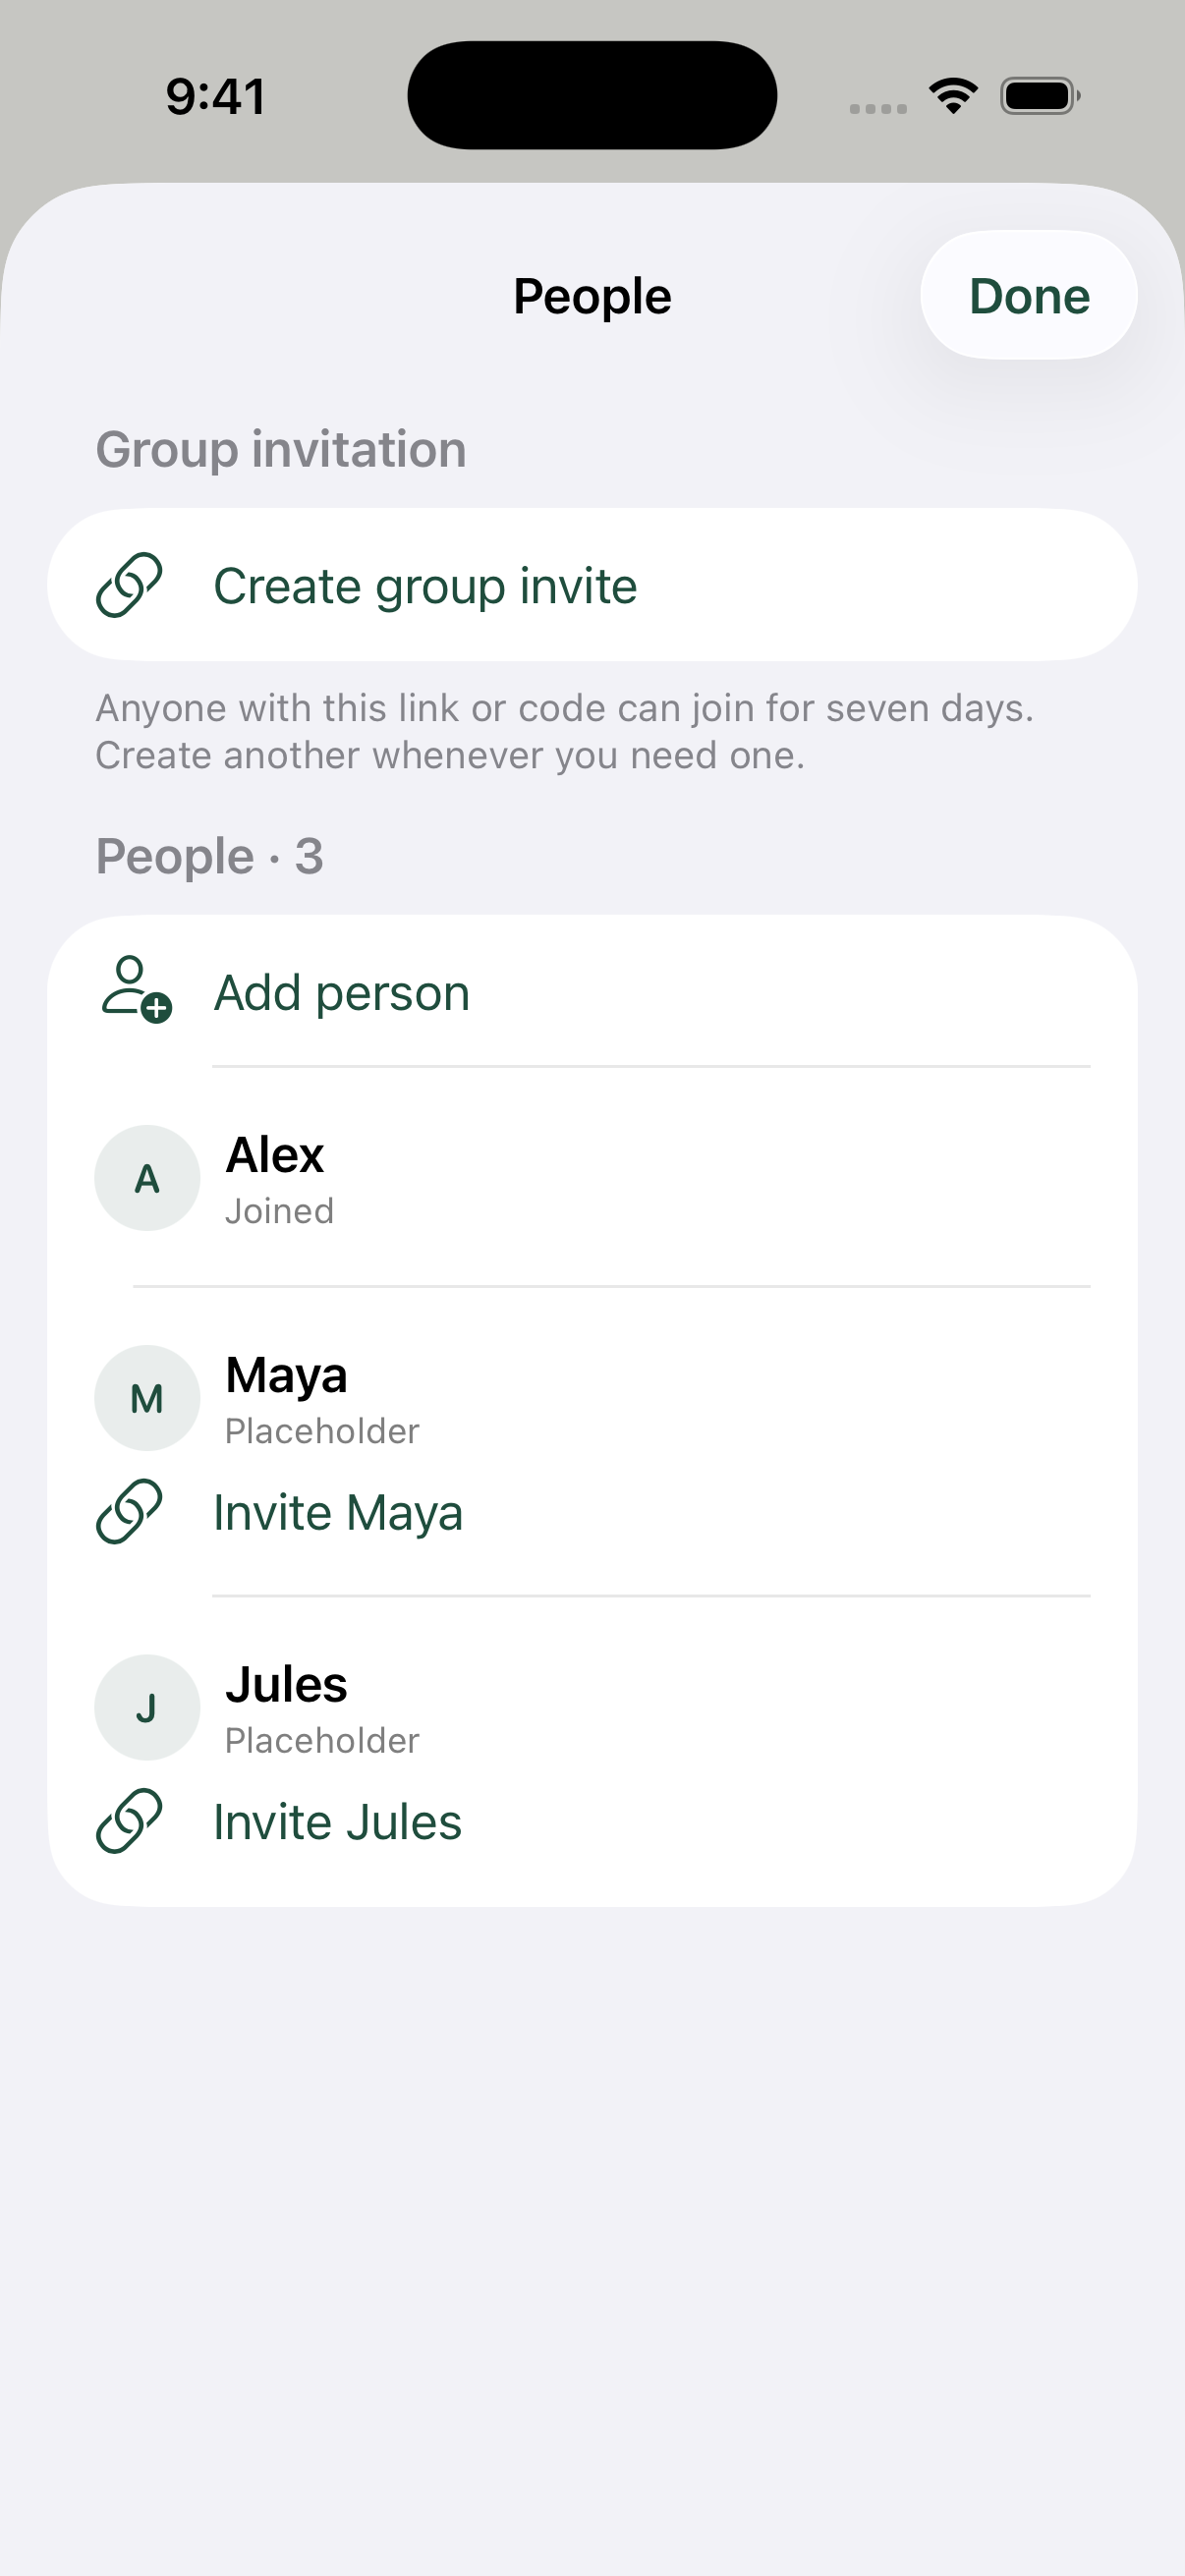 9:41
People
Done
Group invitation
Create group invite
Anyone with this link or code can join for seven days.
Create another whenever you need one.
People · 3
Add person
A
Alex
Joined
M
Maya
Placeholder
Invite Maya
J
Jules
Placeholder
Invite Jules